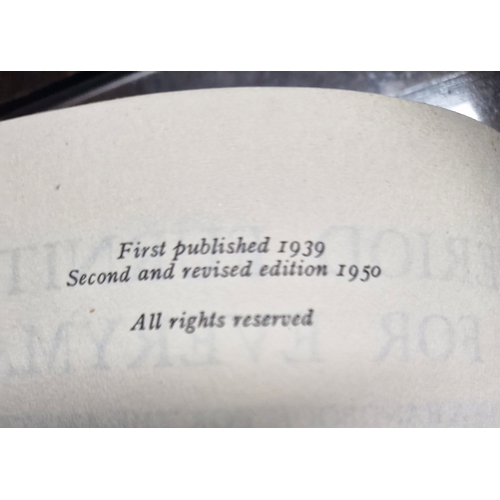 First published 1939
Second and revised edition 1950
All rights reserved